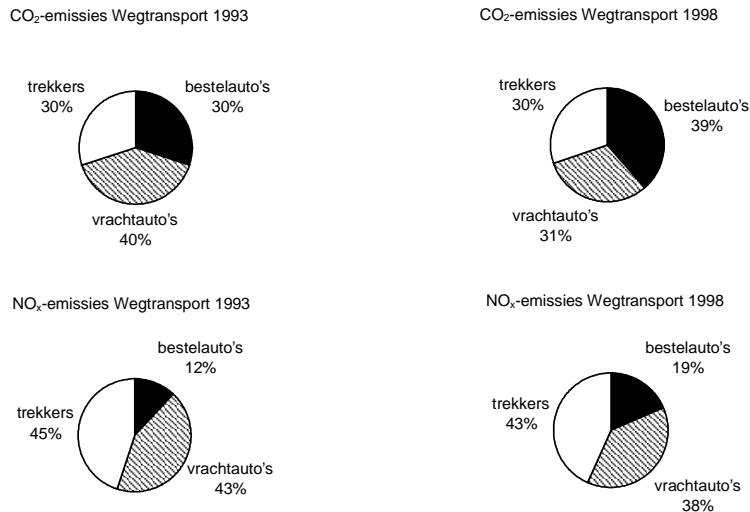 CO₂-emissies Wegtransport 1993
trekkers
30%
bestelauto's
30%
vrachtauto's
40%
CO₂-emissies Wegtransport 1998
trekkers
30%
bestelauto's
39%
vrachtauto's
31%
NOₓ-emissies Wegtransport 1993
bestelauto's
12%
trekkers
45%
vrachtauto's
43%
NOₓ-emissies Wegtransport 1998
bestelauto's
19%
trekkers
43%
vrachtauto's
38%